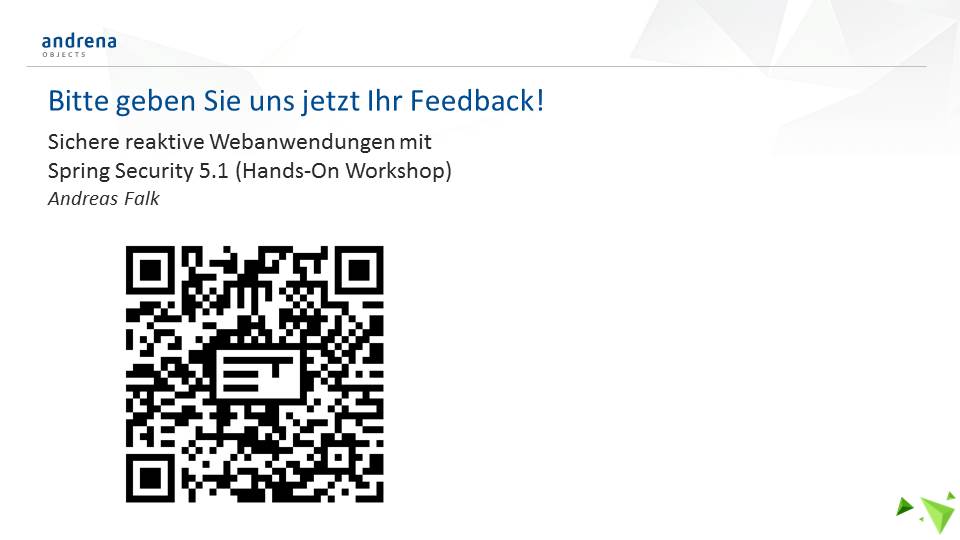 andrena
OBJECTS
Bitte geben Sie uns jetzt Ihr Feedback!
Sichere reaktive Webanwendungen mit
Spring Security 5.1 (Hands-On Workshop)
Andreas Falk